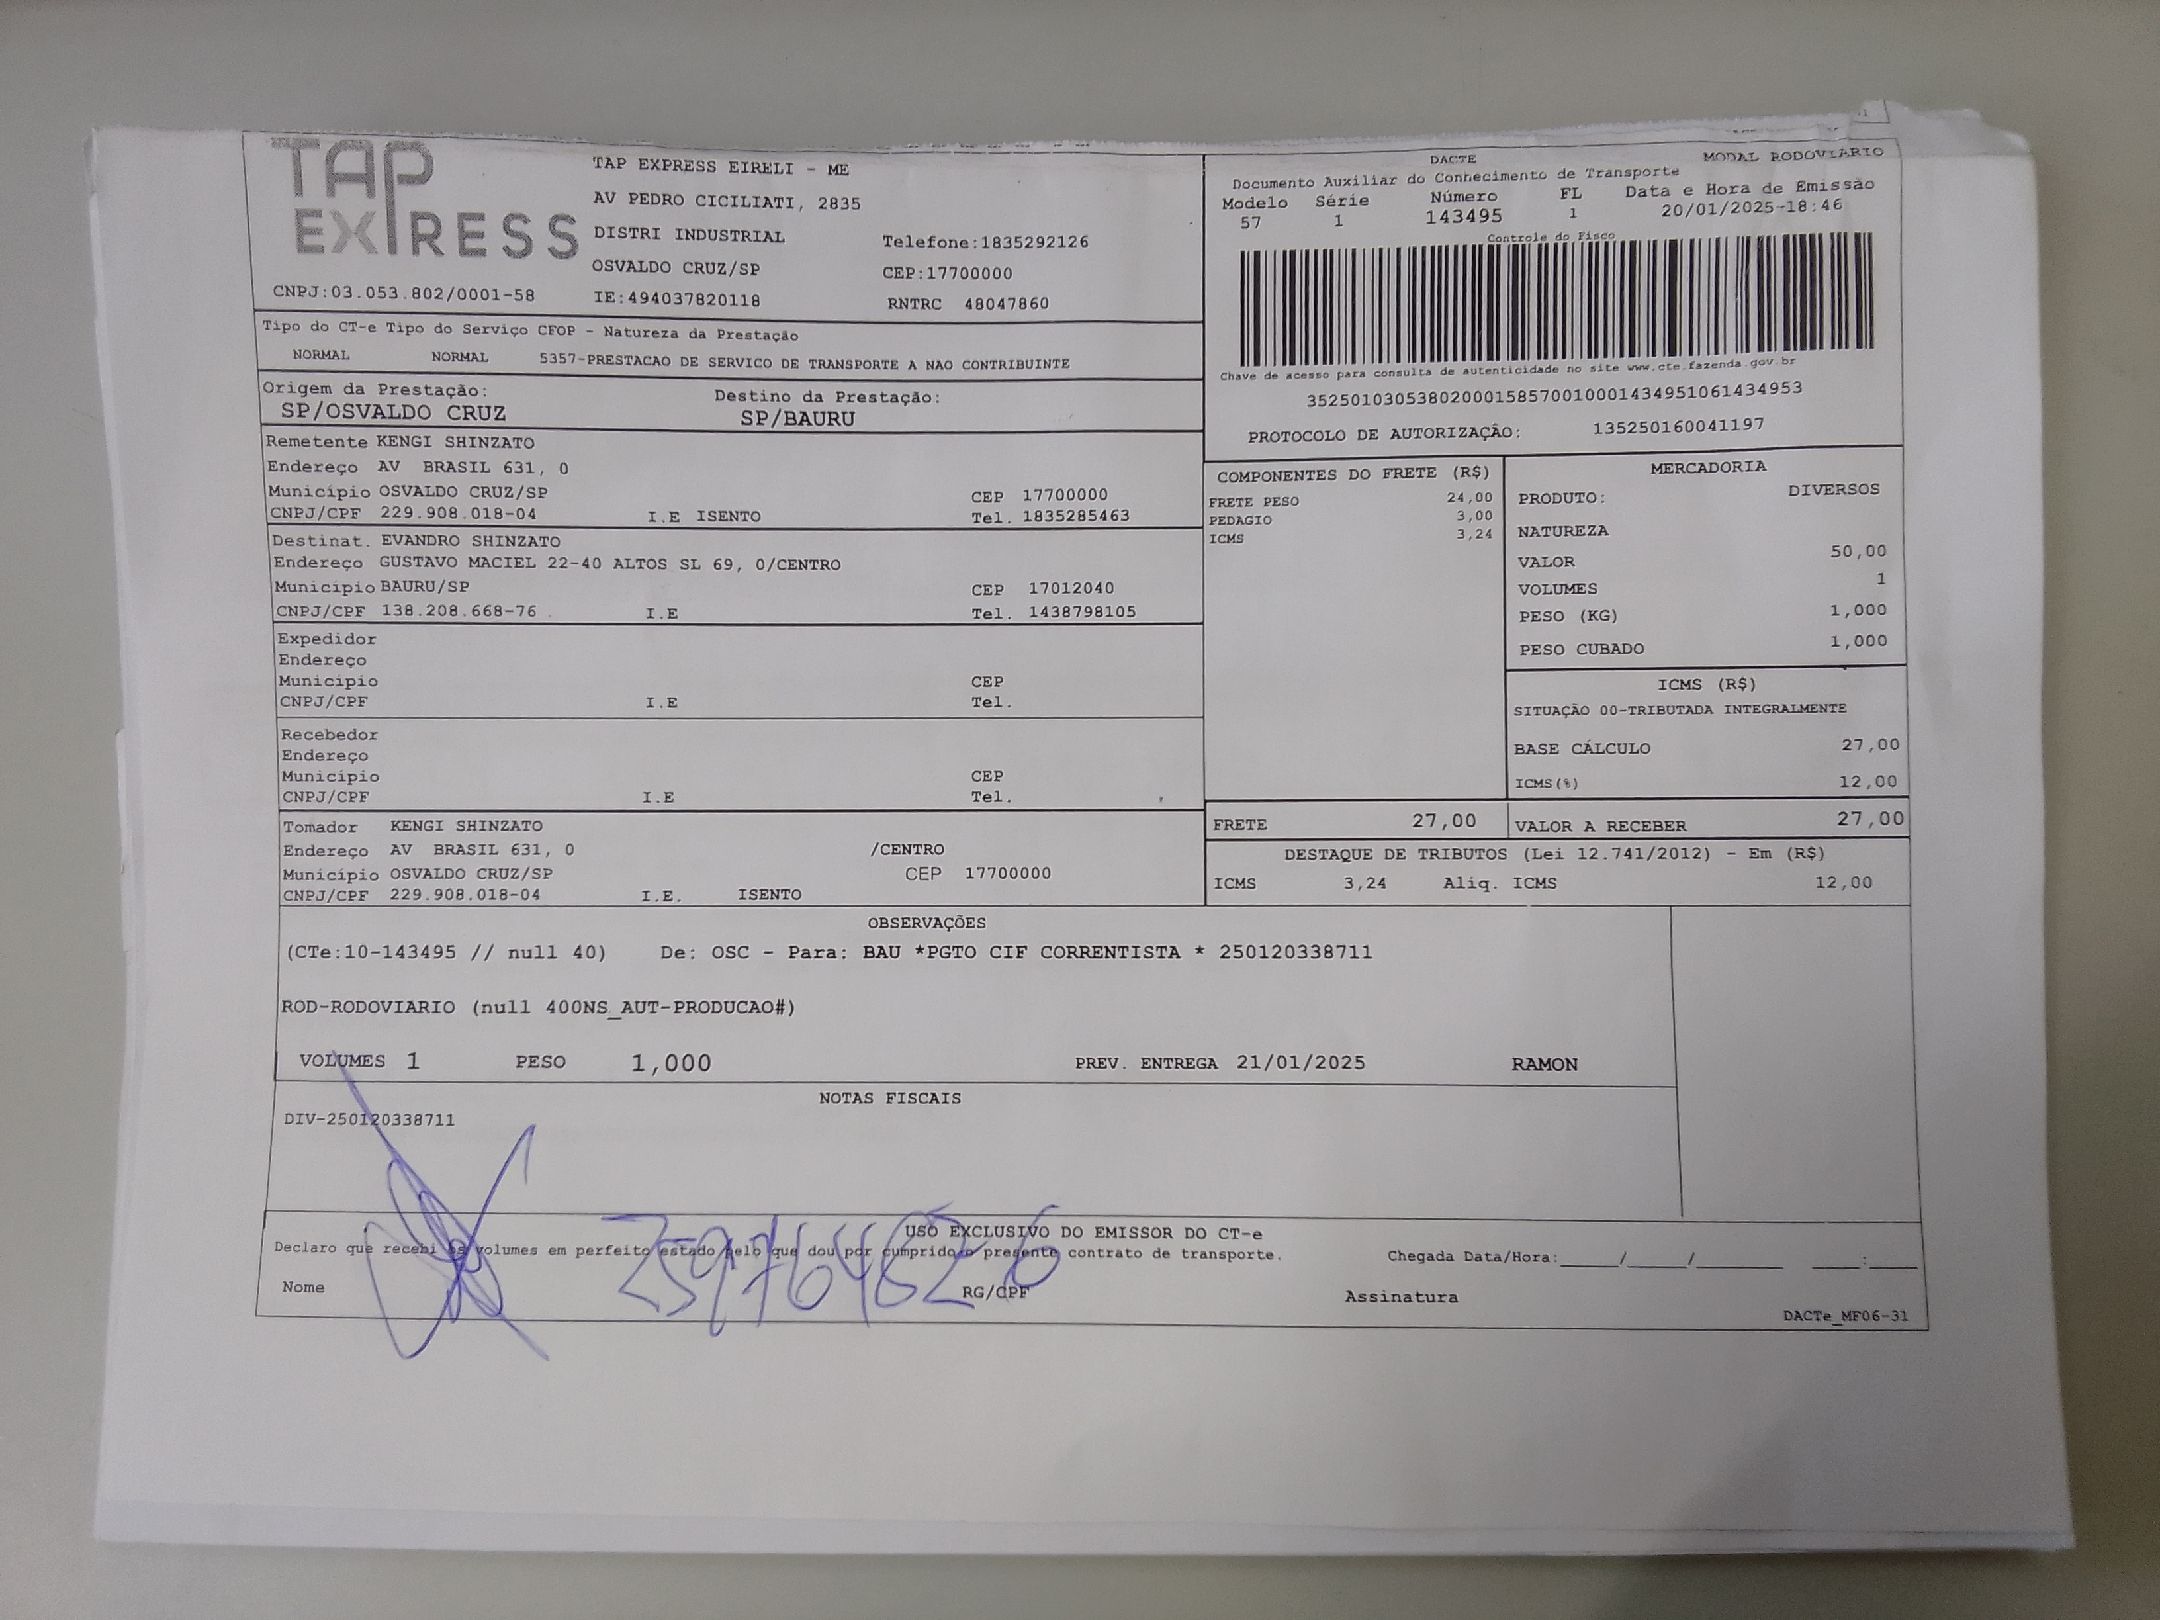 TAP
EXPRESS
CNPJ:03.053.802/0001-58
TAP EXPRESS EIRELI - ME
AV PEDRO CICILIATI, 2835
DISTRI INDUSTRIAL Telefone:1835292126
OSVALDO CRUZ/SP CEP:17700000
IE:494037820118 RNTRC 48047860
DACTE MODAL RODOVIÁRIO
Documento Auxiliar do Conhecimento de Transporte
Modelo Série Número FL Data e Hora de Emissão
57 1 143495 1 20/01/2025-18:46
Controle do Fisco
Chave de acesso para consulta de autenticidade no site www.cte.fazenda.gov.br
35250103053802000158570010001434951061434953
PROTOCOLO DE AUTORIZAÇÃO: 135250160041197
Tipo do CT-e Tipo do Serviço CFOP - Natureza da Prestação
NORMAL NORMAL 5357-PRESTACAO DE SERVICO DE TRANSPORTE A NAO CONTRIBUINTE
Origem da Prestação: Destino da Prestação:
SP/OSVALDO CRUZ SP/BAURU
Remetente KENGI SHINZATO
Endereço AV BRASIL 631, 0
Município OSVALDO CRUZ/SP CEP 17700000
CNPJ/CPF 229.908.018-04 I.E ISENTO Tel. 1835285463
Destinat. EVANDRO SHINZATO
Endereço GUSTAVO MACIEL 22-40 ALTOS SL 69, 0/CENTRO
Município BAURU/SP CEP 17012040
CNPJ/CPF 138.208.668-76 I.E Tel. 1438798105
Expedidor
Endereço
Município CEP
CNPJ/CPF I.E Tel.
Recebedor
Endereço
Município CEP
CNPJ/CPF I.E Tel.
Tomador KENGI SHINZATO
Endereço AV BRASIL 631, 0 /CENTRO
Município OSVALDO CRUZ/SP CEP 17700000
CNPJ/CPF 229.908.018-04 I.E. ISENTO
COMPONENTES DO FRETE (R$)
FRETE PESO 24,00
PEDAGIO 3,00
ICMS 3,24
MERCADORIA
PRODUTO: DIVERSOS
NATUREZA
VALOR 50,00
VOLUMES 1
PESO (KG) 1,000
PESO CUBADO 1,000
ICMS (R$)
SITUAÇÃO 00-TRIBUTADA INTEGRALMENTE
BASE CÁLCULO 27,00
ICMS(%) 12,00
FRETE 27,00 VALOR A RECEBER 27,00
DESTAQUE DE TRIBUTOS (Lei 12.741/2012) - Em (R$)
ICMS 3,24 Aliq. ICMS 12,00
OBSERVAÇÕES
(CTe:10-143495 // null 40) De: OSC - Para: BAU *PGTO CIF CORRENTISTA * 250120338711
ROD-RODOVIARIO (null 400NS_AUT-PRODUCAO#)
VOLUMES 1 PESO 1,000 PREV. ENTREGA 21/01/2025 RAMON
NOTAS FISCAIS
DIV-250120338711
USO EXCLUSIVO DO EMISSOR DO CT-e
Declaro que recebi os volumes em perfeito estado pelo que dou por cumprido o presente contrato de transporte. Chegada Data/Hora:_____/_____/________ ____:____
Nome RG/CPF Assinatura
DACTe_MF06-31